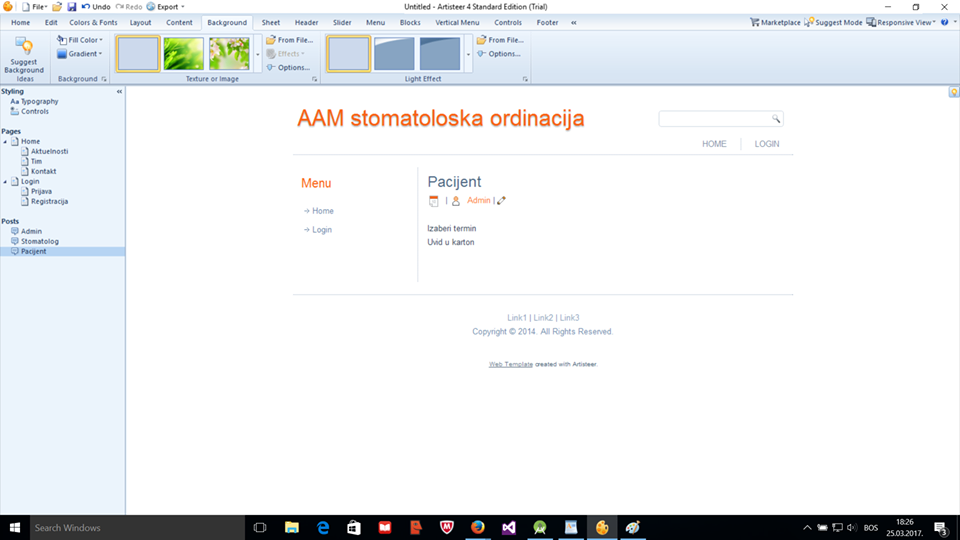 File
Undo
Redo
Export
Untitled - Artisteer 4 Standard Edition (Trial)
Home
Edit
Colors & Fonts
Layout
Content
Background
Sheet
Header
Slider
Menu
Blocks
Vertical Menu
Controls
Footer
Marketplace
Suggest Mode
Responsive View
Suggest
Background
Ideas
Fill Color
Gradient
Background
From File...
Effects
Options...
Texture or Image
From File...
Options...
Light Effect
Styling
Aa Typography
Controls
Pages
Home
Aktuelnosti
Tim
Kontakt
Login
Prijava
Registracija
Posts
Admin
Stomatolog
Pacijent
AAM stomatoloska ordinacija
HOME
LOGIN
Menu
Home
Login
Pacijent
| Admin |
Izaberi termin
Uvid u karton
Link1 | Link2 | Link3
Copyright © 2014. All Rights Reserved.
Web Template created with Artisteer.
Search Windows
BOS
18:26
25.03.2017.
3